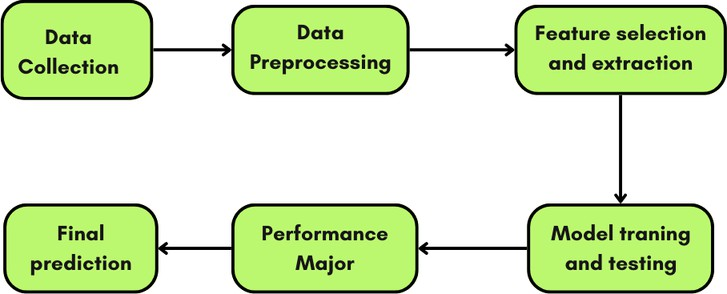 Data
Collection
Data
Preprocessing
Feature selection
and extraction
Model traning
and testing
Performance
Major
Final
prediction